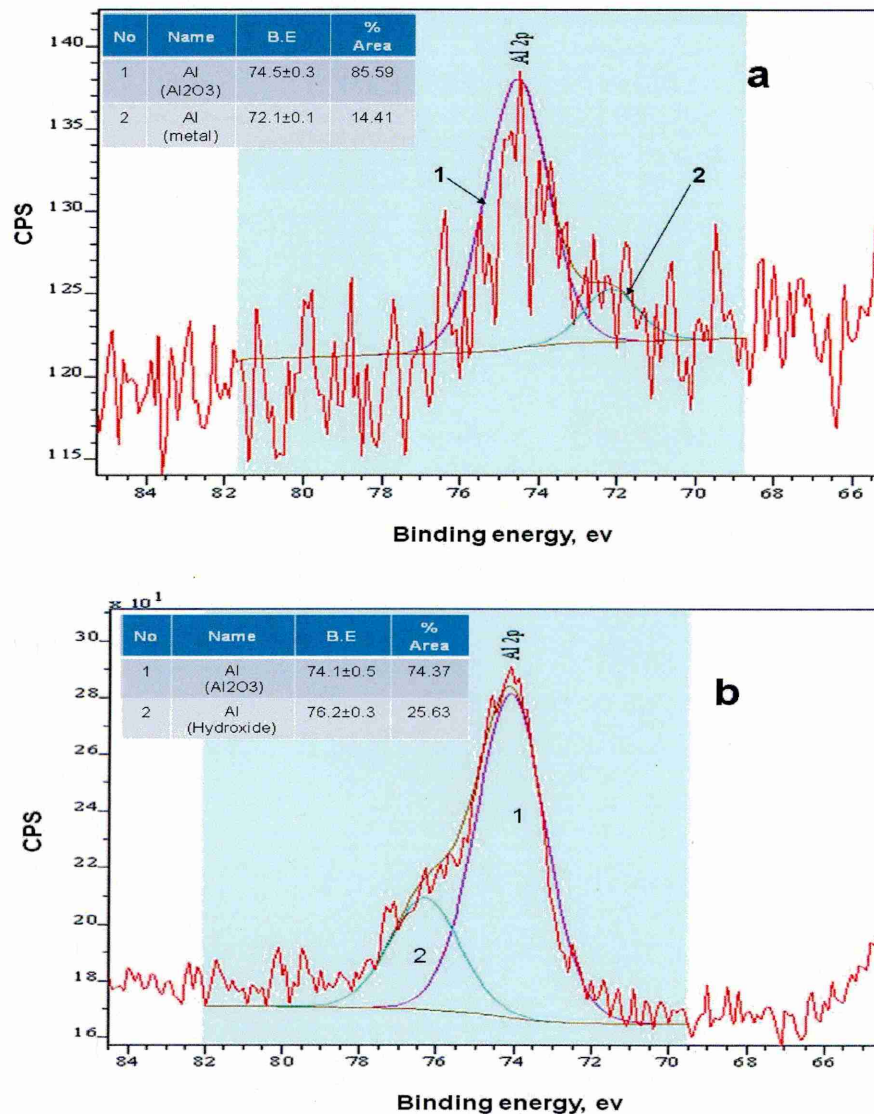 No Name B.E % Area
1 Al (Al2O3) 74.5±0.3 85.59
2 Al (metal) 72.1±0.1 14.41
Al 2p
a
1
2
140
135
130
125
120
115
CPS
84 82 80 78 76 74 72 70 68 66
Binding energy, ev
x 10¹
No Name B.E % Area
1 Al (Al2O3) 74.1±0.5 74.37
2 Al (Hydroxide) 76.2±0.3 25.63
Al 2p
b
1
2
30
28
26
24
22
20
18
16
CPS
84 82 80 78 76 74 72 70 68 66
Binding energy, ev